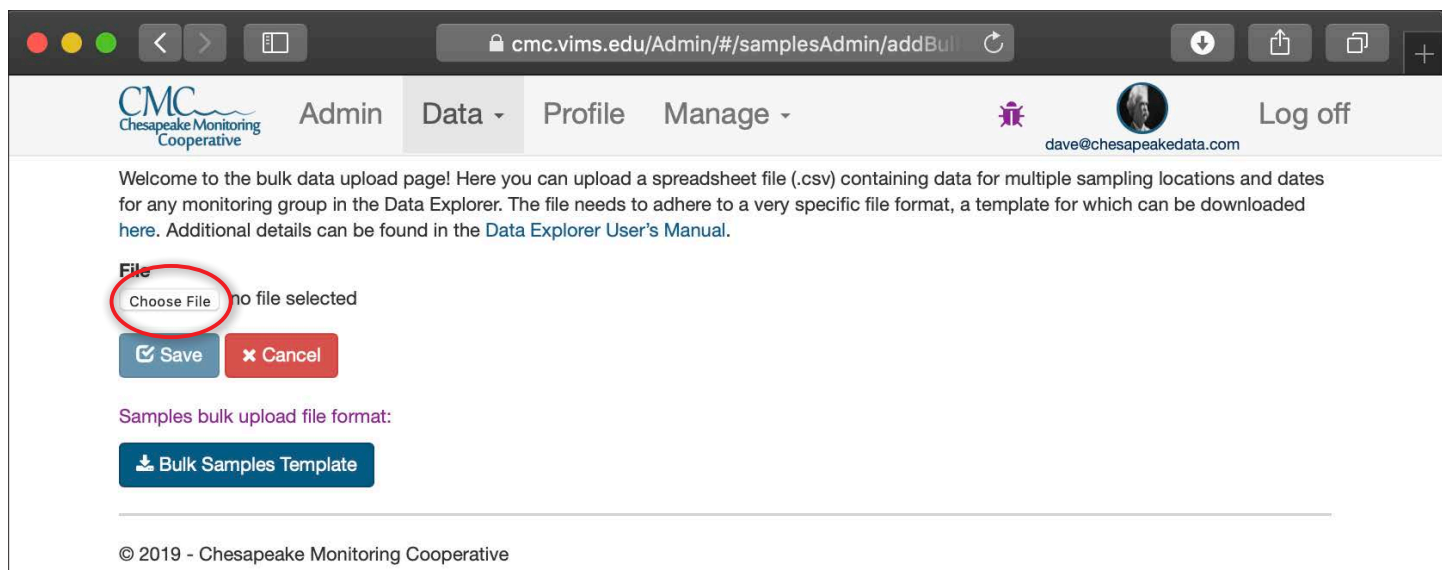 cmc.vims.edu/Admin/#/samplesAdmin/addBul
CMC
Chesapeake Monitoring
Cooperative
Admin Data Profile Manage Log off
dave@chesapeakedata.com
Welcome to the bulk data upload page! Here you can upload a spreadsheet file (.csv) containing data for multiple sampling locations and dates
for any monitoring group in the Data Explorer. The file needs to adhere to a very specific file format, a template for which can be downloaded
here. Additional details can be found in the Data Explorer User's Manual.
File
Choose File no file selected
Save Cancel
Samples bulk upload file format:
Bulk Samples Template
© 2019 - Chesapeake Monitoring Cooperative